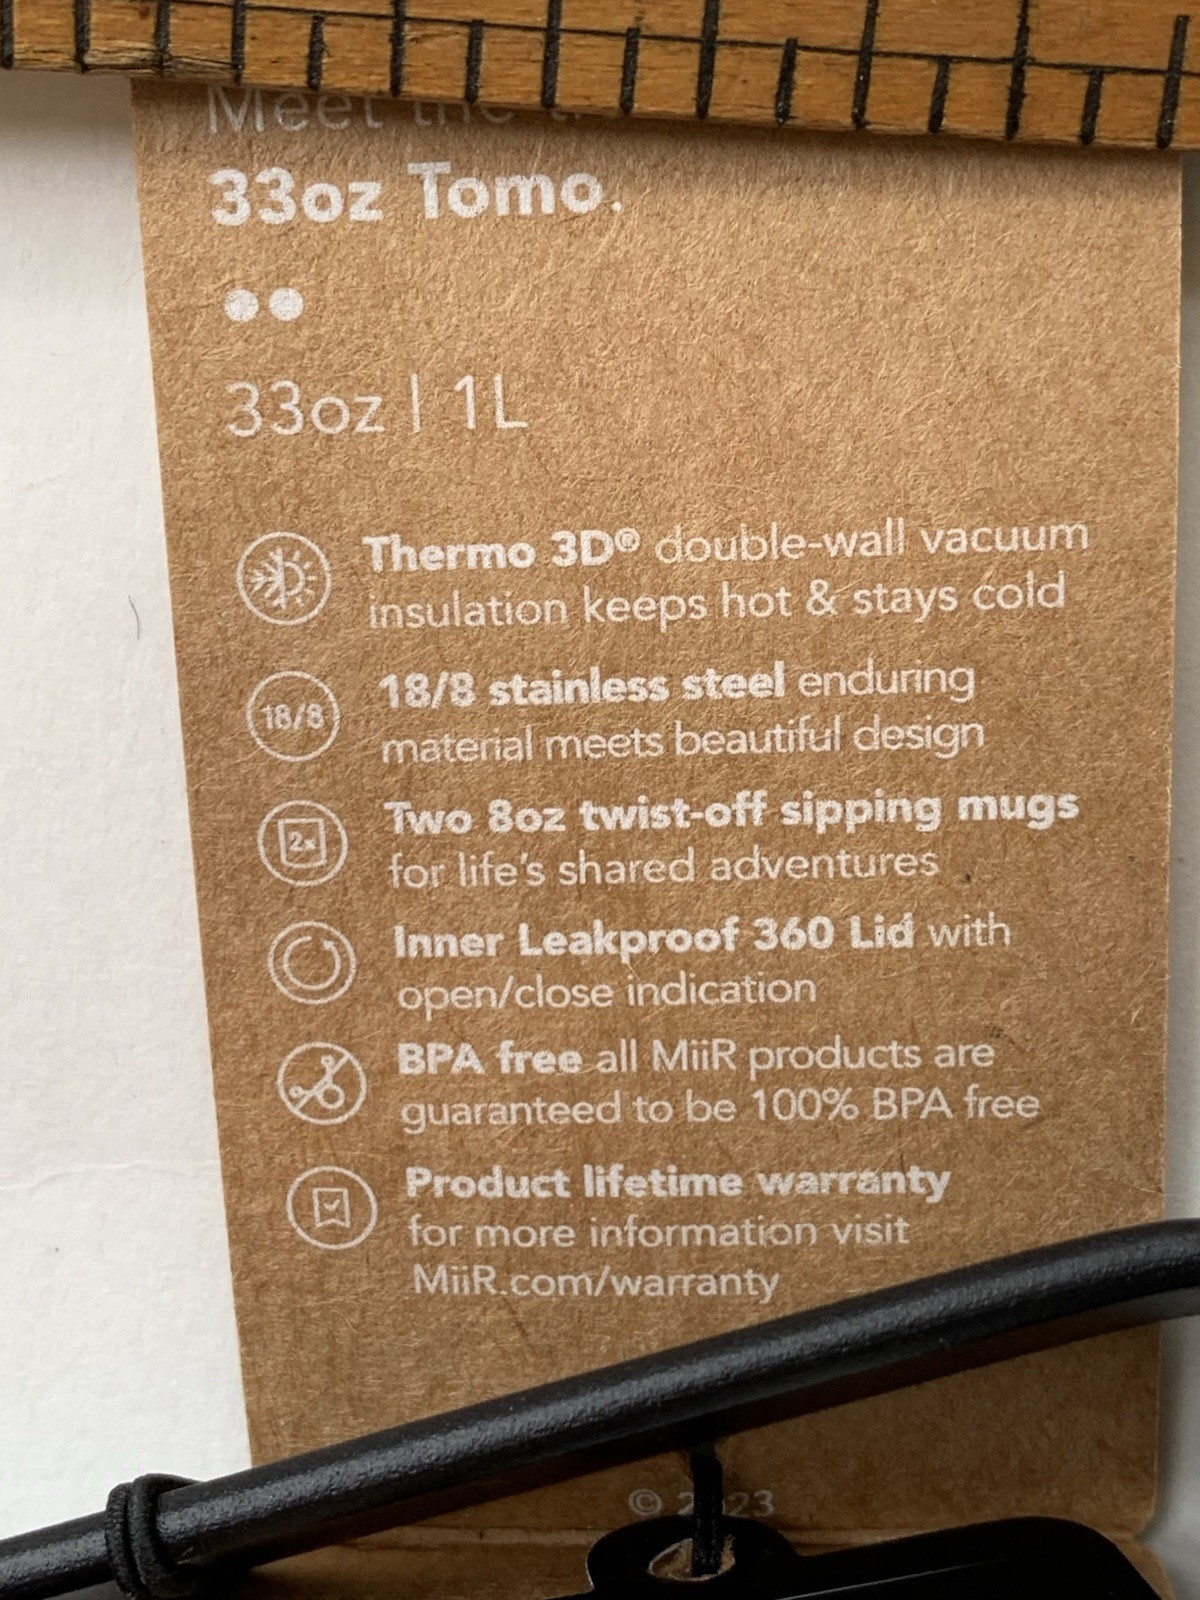 Meet the
33oz Tomo.
33oz | 1L
Thermo 3D® double-wall vacuum
insulation keeps hot & stays cold
18/8
18/8 stainless steel enduring
material meets beautiful design
2x
Two 8oz twist-off sipping mugs
for life's shared adventures
Inner Leakproof 360 Lid with
open/close indication
BPA free all MiiR products are
guaranteed to be 100% BPA free
Product lifetime warranty
for more information visit
MiiR.com/warranty
©